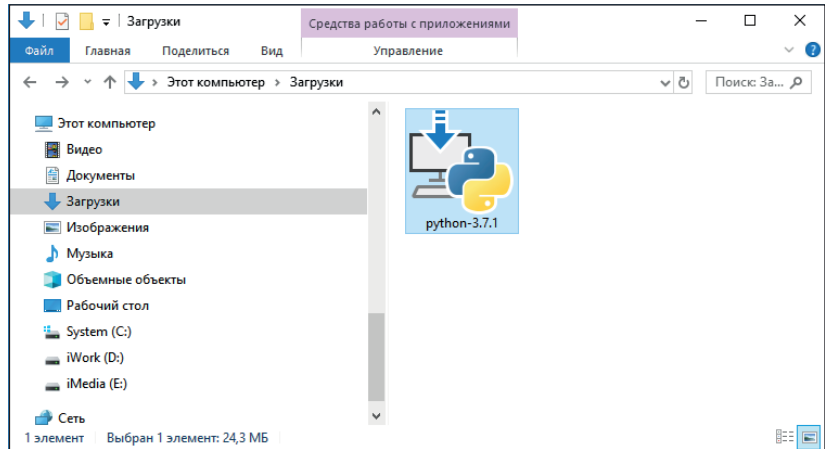 Загрузки
Средства работы с приложениями
Файл Главная Поделиться Вид Управление
Этот компьютер Загрузки
Поиск: За...
Этот компьютер
Видео
Документы
Загрузки
Изображения
Музыка
Объемные объекты
Рабочий стол
System (C:)
iWork (D:)
iMedia (E:)
Сеть
python-3.7.1
1 элемент Выбран 1 элемент: 24,3 МБ